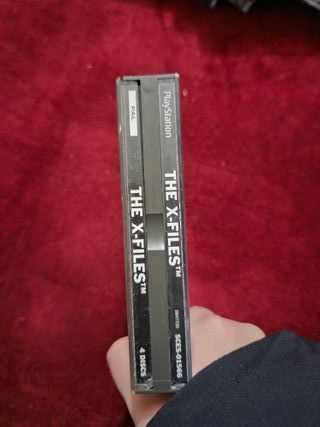 PAL
THE X-FILES™
4 DISCS
PlayStation
THE X-FILES™
SCES-01566